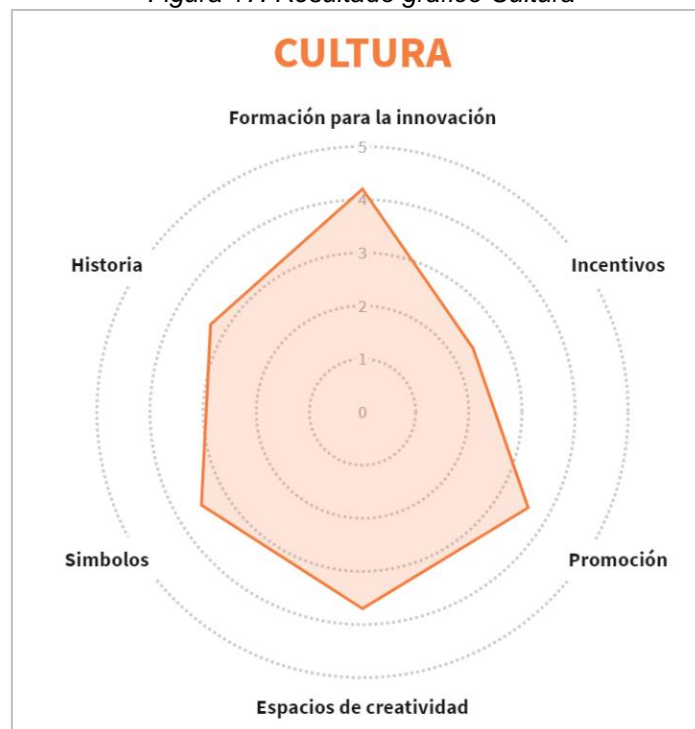 CULTURA
Formación para la innovación
5
4
3
2
1
0
Historia
Incentivos
Simbolos
Promoción
Espacios de creatividad